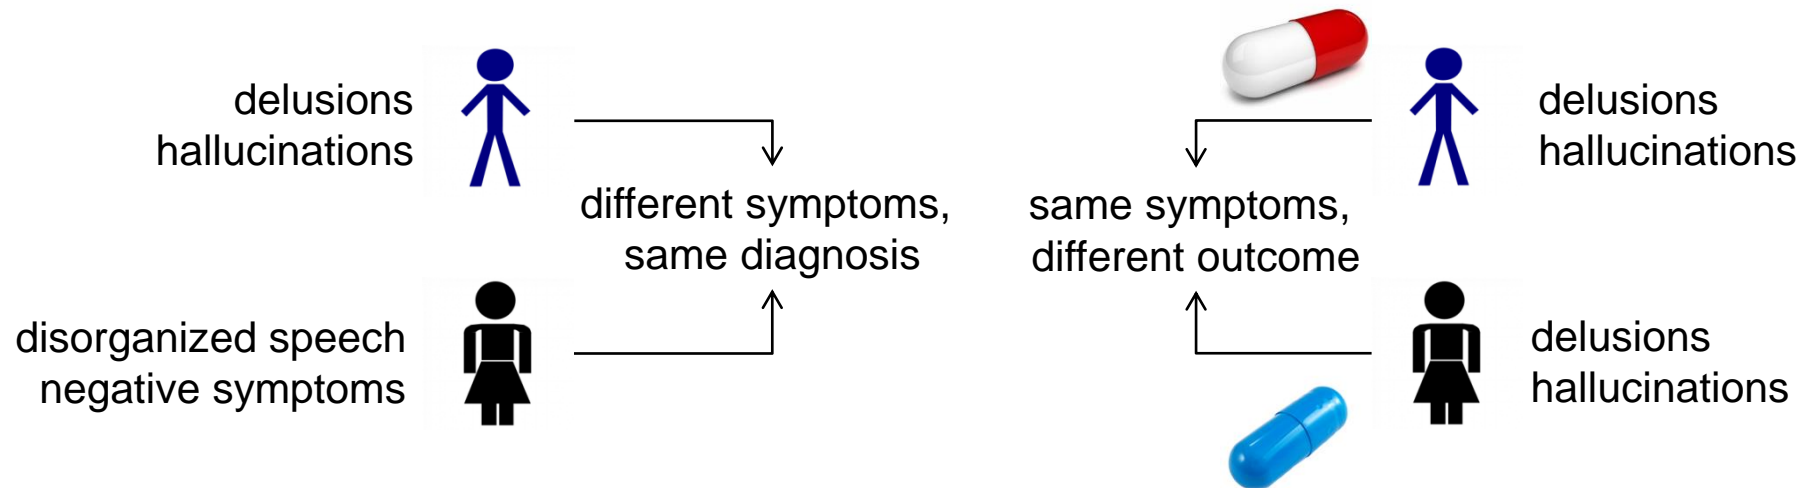 delusions
hallucinations
different symptoms,
same diagnosis
disorganized speech
negative symptoms
delusions
hallucinations
same symptoms,
different outcome
delusions
hallucinations